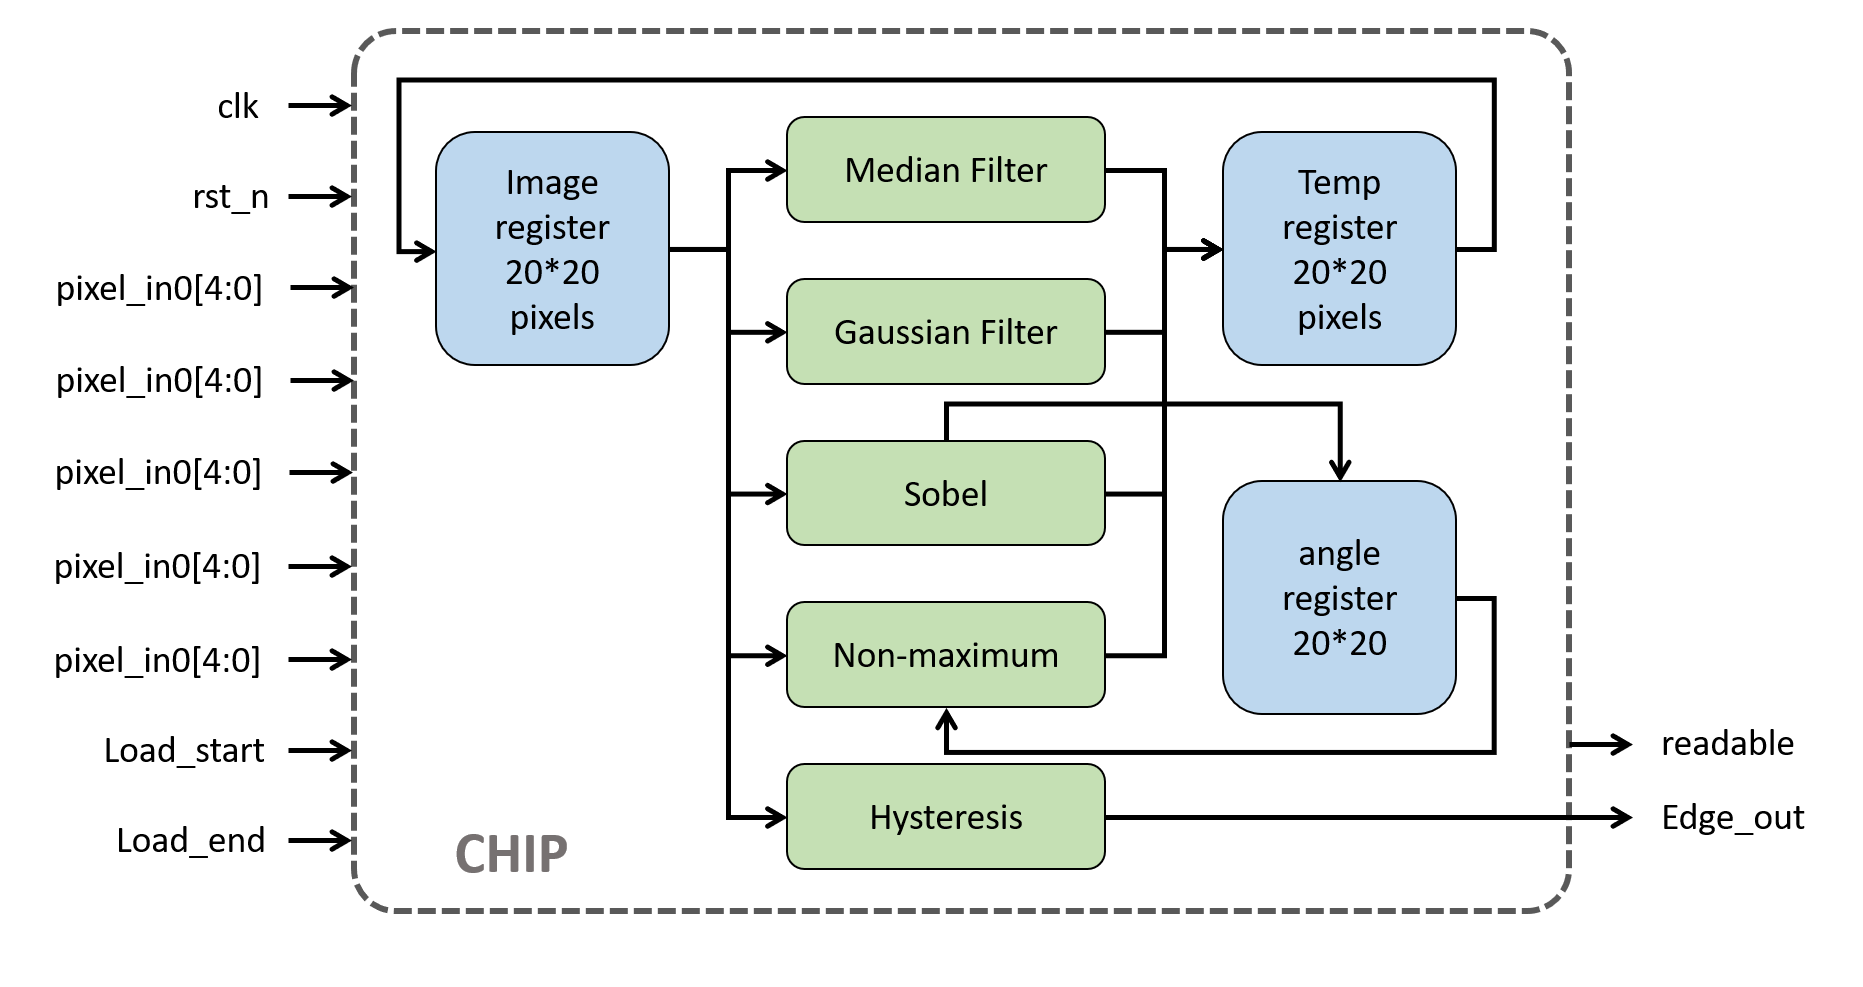 clk
rst_n
pixel_in0[4:0]
pixel_in0[4:0]
pixel_in0[4:0]
pixel_in0[4:0]
pixel_in0[4:0]
Load_start
Load_end
Image
register
20*20
pixels
Median Filter
Gaussian Filter
Sobel
Non-maximum
Hysteresis
Temp
register
20*20
pixels
angle
register
20*20
readable
Edge_out
CHIP